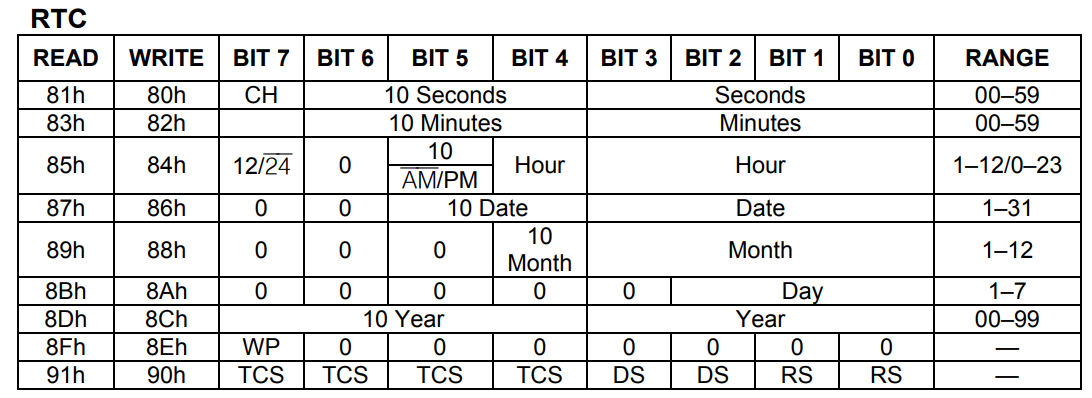 RTC
READ WRITE BIT 7 BIT 6 BIT 5 BIT 4 BIT 3 BIT 2 BIT 1 BIT 0 RANGE
81h 80h CH 10 Seconds Seconds 00–59
83h 82h 10 Minutes Minutes 00–59
85h 84h 12/2̅4̅ 0 10 Hour Hour 1–12/0–23
A̅M̅/PM
87h 86h 0 0 10 Date Date 1–31
89h 88h 0 0 0 10 Month Month 1–12
8Bh 8Ah 0 0 0 0 0 Day 1–7
8Dh 8Ch 10 Year Year 00–99
8Fh 8Eh WP 0 0 0 0 0 0 0 —
91h 90h TCS TCS TCS TCS DS DS RS RS —